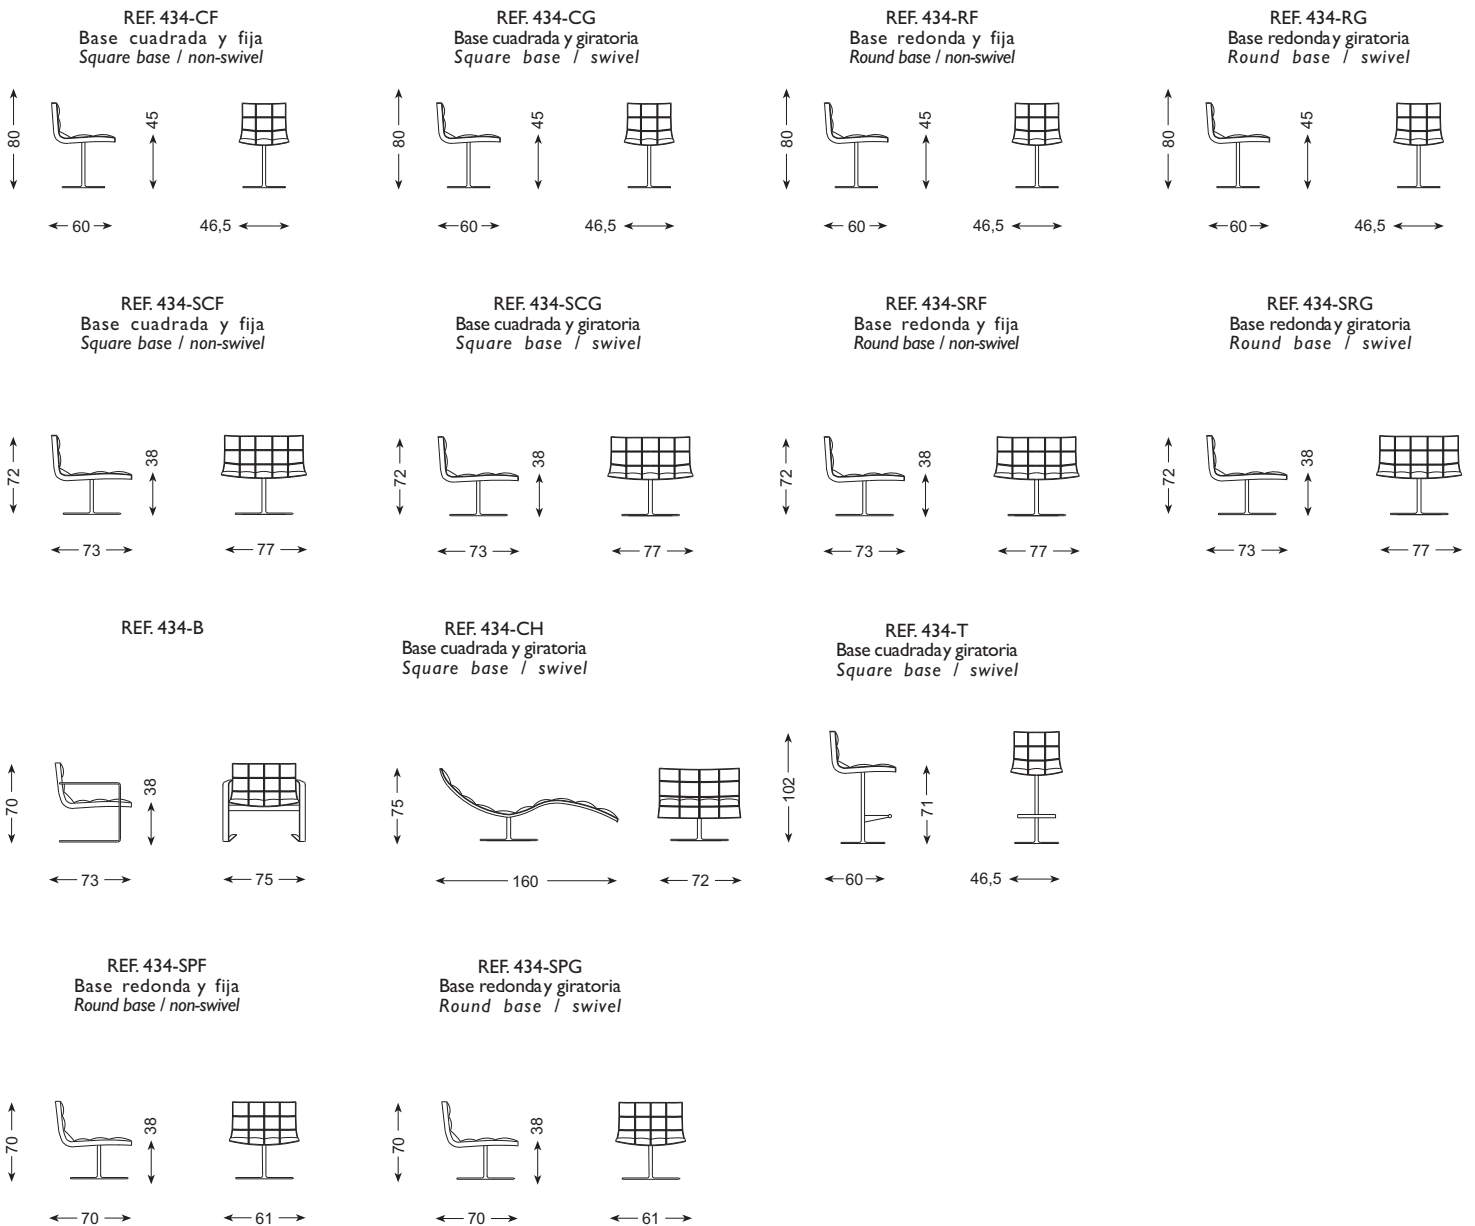 REF. 434-CF
Base cuadrada y fija
Square base / non-swivel
80
45
60
46,5
REF. 434-CG
Base cuadrada y giratoria
Square base / swivel
80
45
60
46,5
REF. 434-RF
Base redonda y fija
Round base / non-swivel
80
45
60
46,5
REF. 434-RG
Base redonda y giratoria
Round base / swivel
80
45
60
46,5
REF. 434-SCF
Base cuadrada y fija
Square base / non-swivel
72
38
73
77
REF. 434-SCG
Base cuadrada y giratoria
Square base / swivel
72
38
73
77
REF. 434-SRF
Base redonda y fija
Round base / non-swivel
72
38
73
77
REF. 434-SRG
Base redonda y giratoria
Round base / swivel
72
38
73
77
REF. 434-B
70
38
73
75
REF. 434-CH
Base cuadrada y giratoria
Square base / swivel
75
160
72
REF. 434-T
Base cuadrada y giratoria
Square base / swivel
102
71
60
46,5
REF. 434-SPF
Base redonda y fija
Round base / non-swivel
70
38
70
61
REF. 434-SPG
Base redonda y giratoria
Round base / swivel
70
38
70
61